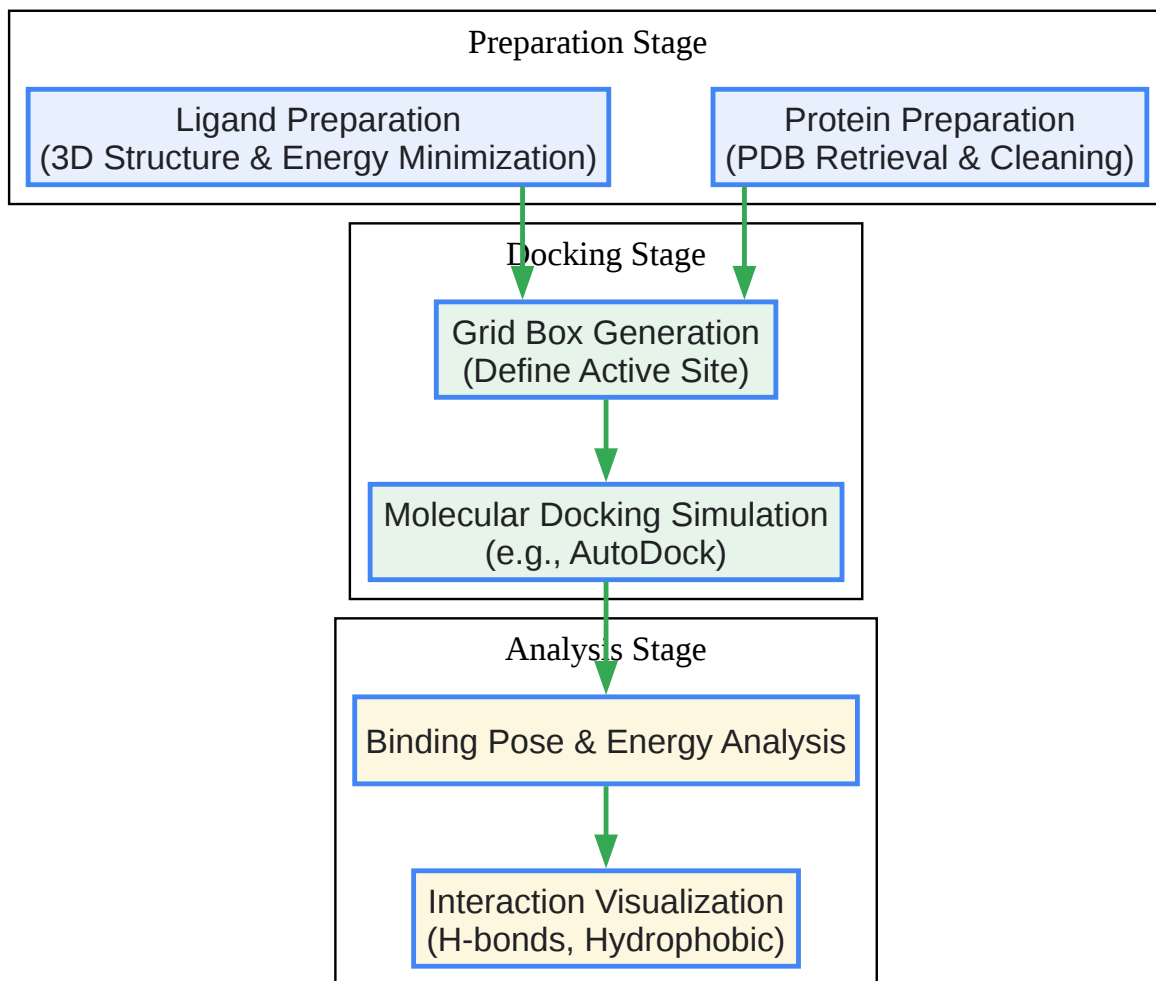 Preparation Stage
Ligand Preparation
(3D Structure & Energy Minimization)
Protein Preparation
(PDB Retrieval & Cleaning)
Docking Stage
Grid Box Generation
(Define Active Site)
Molecular Docking Simulation
(e.g., AutoDock)
Analysis Stage
Binding Pose & Energy Analysis
Interaction Visualization
(H-bonds, Hydrophobic)